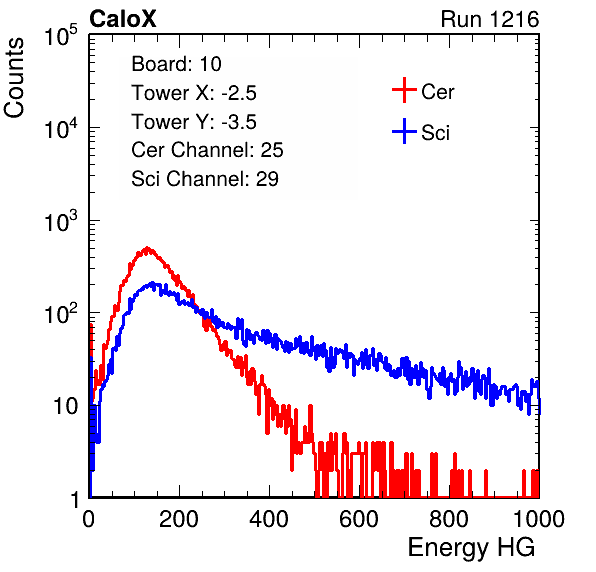 CaloX Run 1216
Counts
10^5
10^4
10^3
10^2
10
1
Board: 10
Tower X: -2.5
Tower Y: -3.5
Cer Channel: 25
Sci Channel: 29
Cer
Sci
0 200 400 600 800 1000
Energy HG